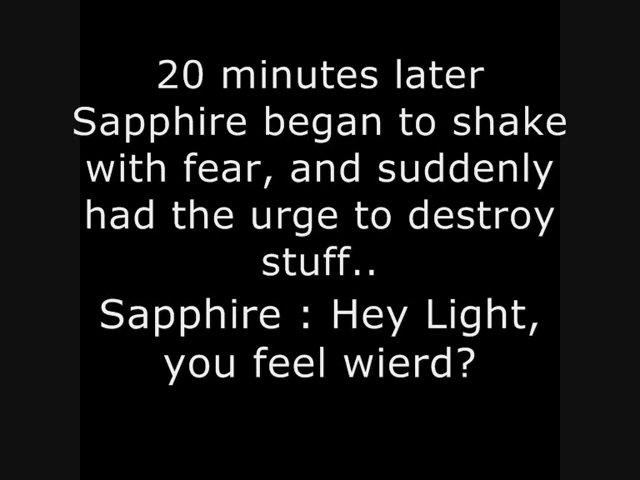 20 minutes later
Sapphire began to shake
with fear, and suddenly
had the urge to destroy
stuff..
Sapphire : Hey Light,
you feel wierd?